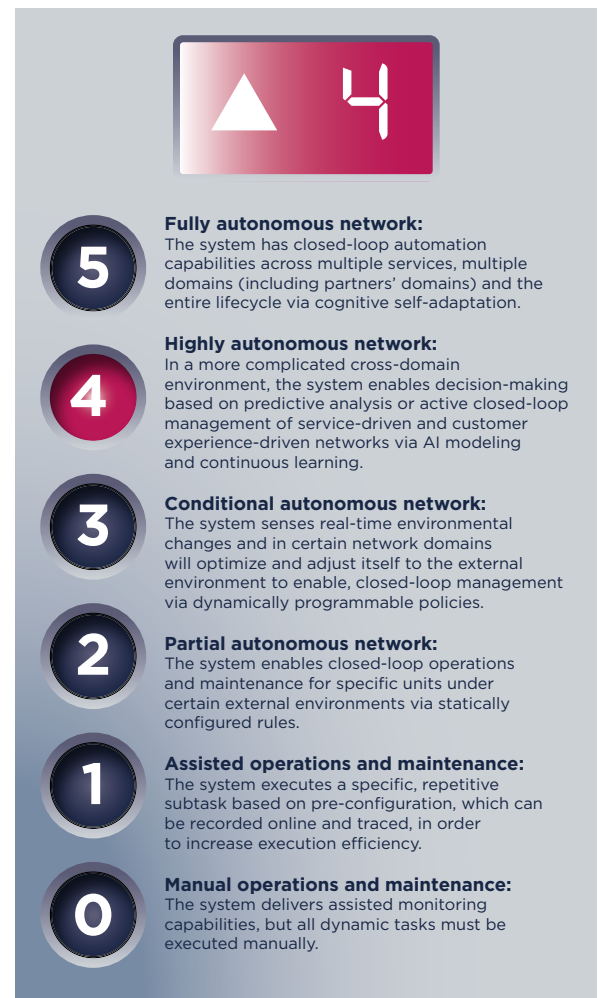 4
5
Fully autonomous network:
The system has closed-loop automation
capabilities across multiple services, multiple
domains (including partners’ domains) and the
entire lifecycle via cognitive self-adaptation.
4
Highly autonomous network:
In a more complicated cross-domain
environment, the system enables decision-making
based on predictive analysis or active closed-loop
management of service-driven and customer
experience-driven networks via AI modeling
and continuous learning.
3
Conditional autonomous network:
The system senses real-time environmental
changes and in certain network domains
will optimize and adjust itself to the external
environment to enable, closed-loop management
via dynamically programmable policies.
2
Partial autonomous network:
The system enables closed-loop operations
and maintenance for specific units under
certain external environments via statically
configured rules.
1
Assisted operations and maintenance:
The system executes a specific, repetitive
subtask based on pre-configuration, which can
be recorded online and traced, in order
to increase execution efficiency.
0
Manual operations and maintenance:
The system delivers assisted monitoring
capabilities, but all dynamic tasks must be
executed manually.